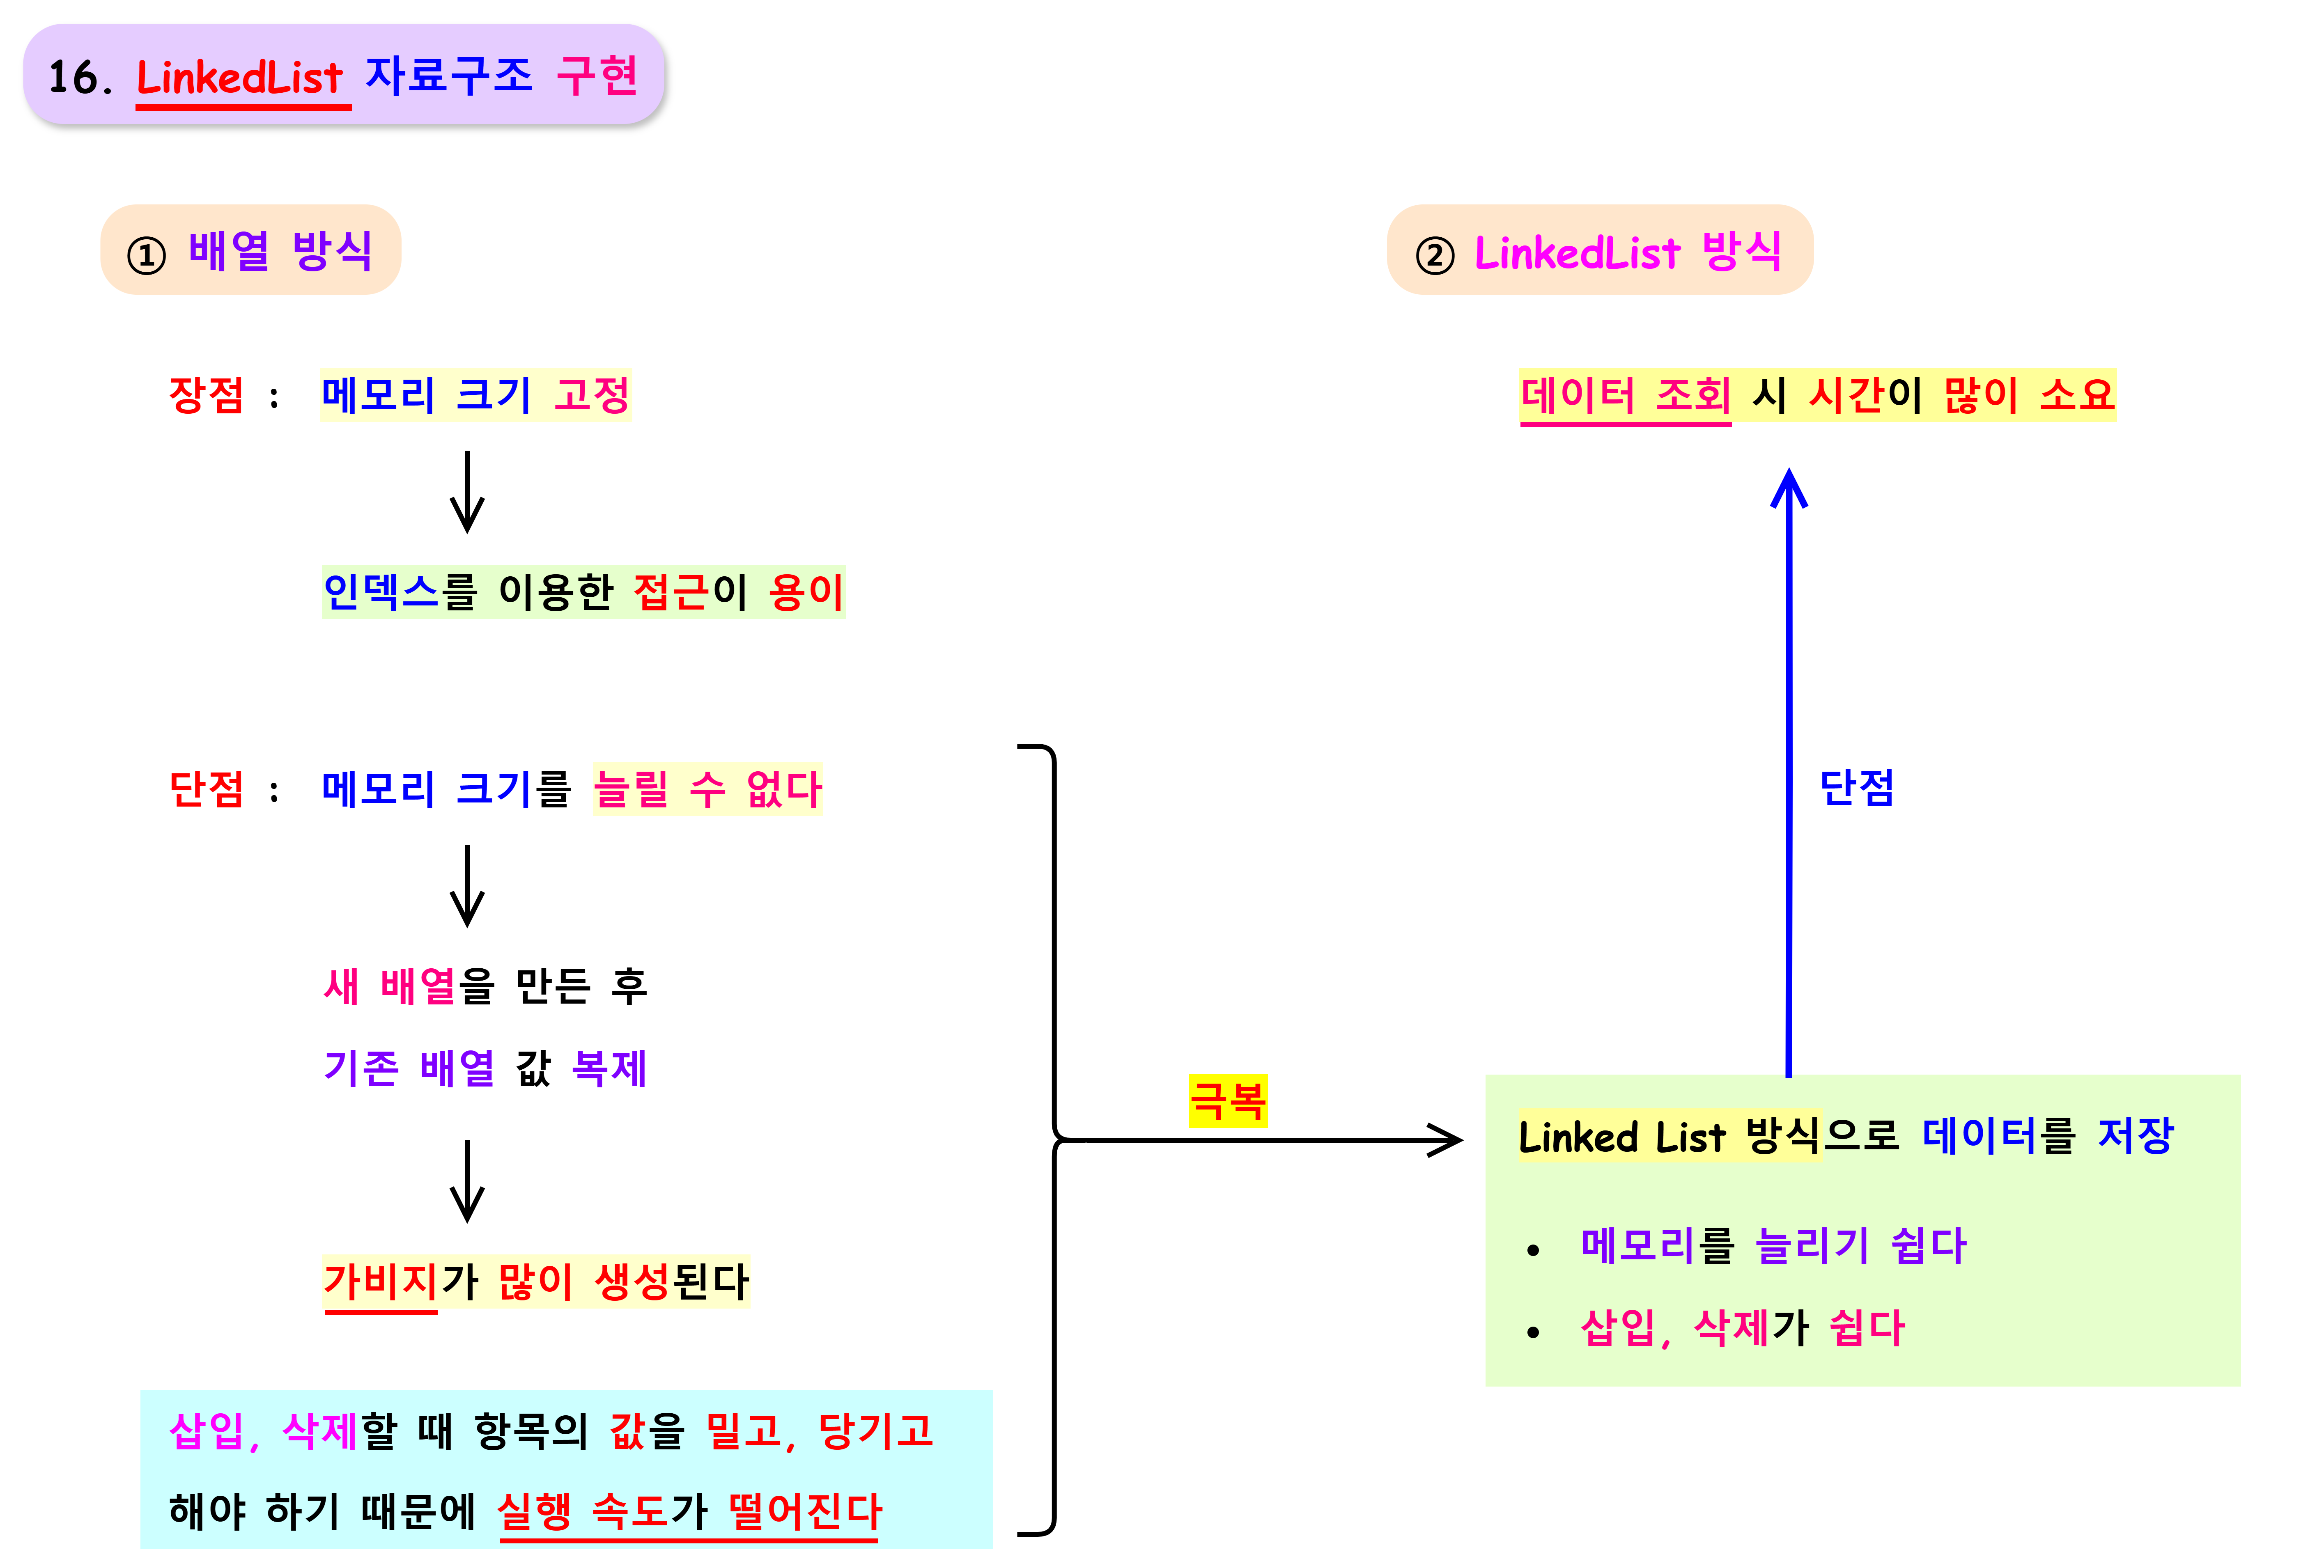 16. LinkedList 자료구조 구현
① 배열 방식
장점 : 메모리 크기 고정
인덱스를 이용한 접근이 용이
단점 : 메모리 크기를 늘릴 수 없다
새 배열을 만든 후
기존 배열 값 복제
가비지가 많이 생성된다
삽입, 삭제할 때 항목의 값을 밀고, 당기고
해야 하기 때문에 실행 속도가 떨어진다
극복
② LinkedList 방식
데이터 조회 시 시간이 많이 소요
단점
Linked List 방식으로 데이터를 저장
• 메모리를 늘리기 쉽다
• 삽입, 삭제가 쉽다